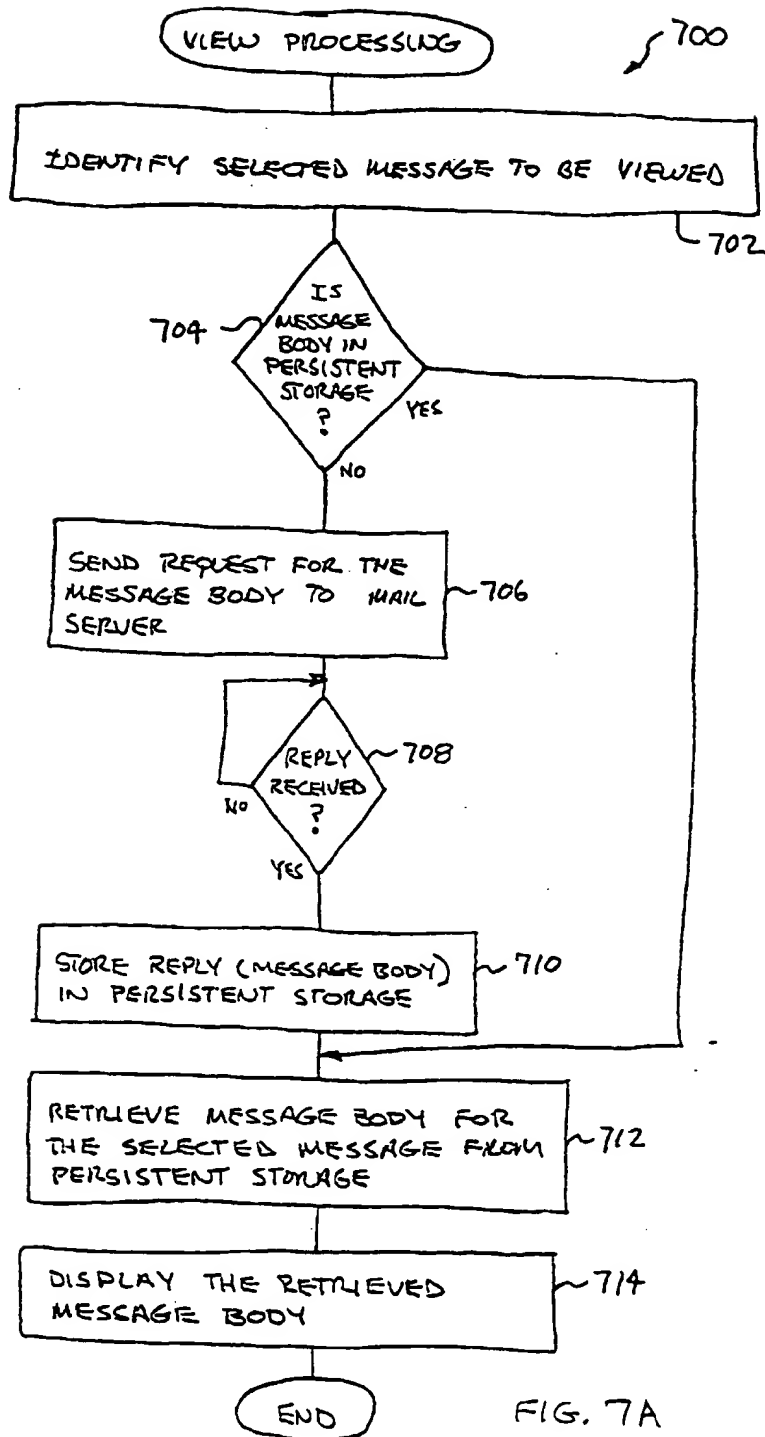 VIEW PROCESSING
700
IDENTIFY SELECTED MESSAGE TO BE VIEWED
702
704
IS
MESSAGE
BODY IN
PERSISTENT
STORAGE
?
YES
NO
SEND REQUEST FOR THE
MESSAGE BODY TO MAIL
SERVER
706
REPLY
RECEIVED
?
708
NO
YES
STORE REPLY (MESSAGE BODY)
IN PERSISTENT STORAGE
710
RETRIEVE MESSAGE BODY FOR
THE SELECTED MESSAGE FROM
PERSISTENT STORAGE
712
DISPLAY THE RETRIEVED
MESSAGE BODY
714
END
FIG. 7A